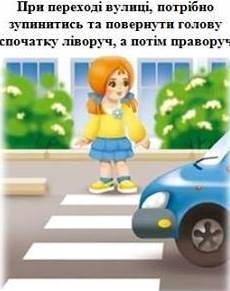 При переході вулиці, потрібно
зупинитись та повернути голову
спочатку ліворуч, а потім праворуч